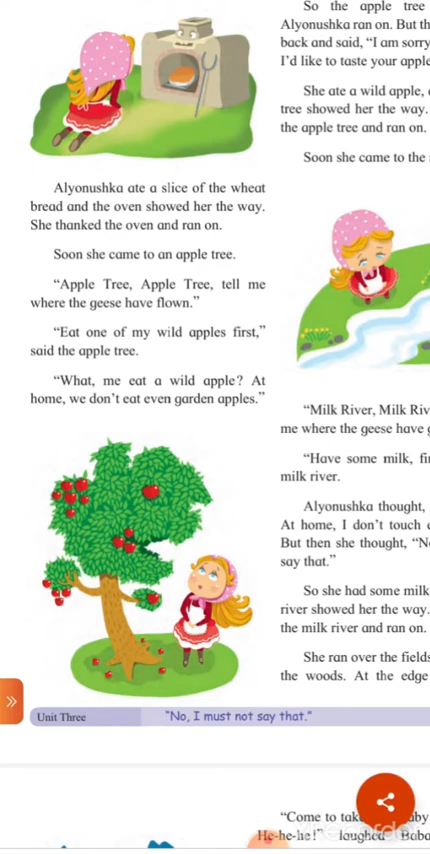 Alyonushka ate a slice of the wheat
bread and the oven showed her the way.
She thanked the oven and ran on.
Soon she came to an apple tree.
“Apple Tree, Apple Tree, tell me
where the geese have flown.”
“Eat one of my wild apples first,”
said the apple tree.
“What, me eat a wild apple? At
home, we don’t eat even garden apples.”
So the apple tree
Alyonushka ran on. But
back and said, “I am sorry
I’d like to taste your
She ate a wild apple,
tree showed her the way.
the apple tree and ran on.
Soon she came to the
“Milk River, Milk
me where the geese have
“Have some milk,
milk river.
Alyonushka thought,
At home, I don’t touch
But then she thought,
say that.”
So she had some milk
river showed her the way.
the milk river and ran on.
She ran over the fields
the woods. At the edge
Unit Three
“No, I must not say that.”
“Come to
He-he-he!” laughed